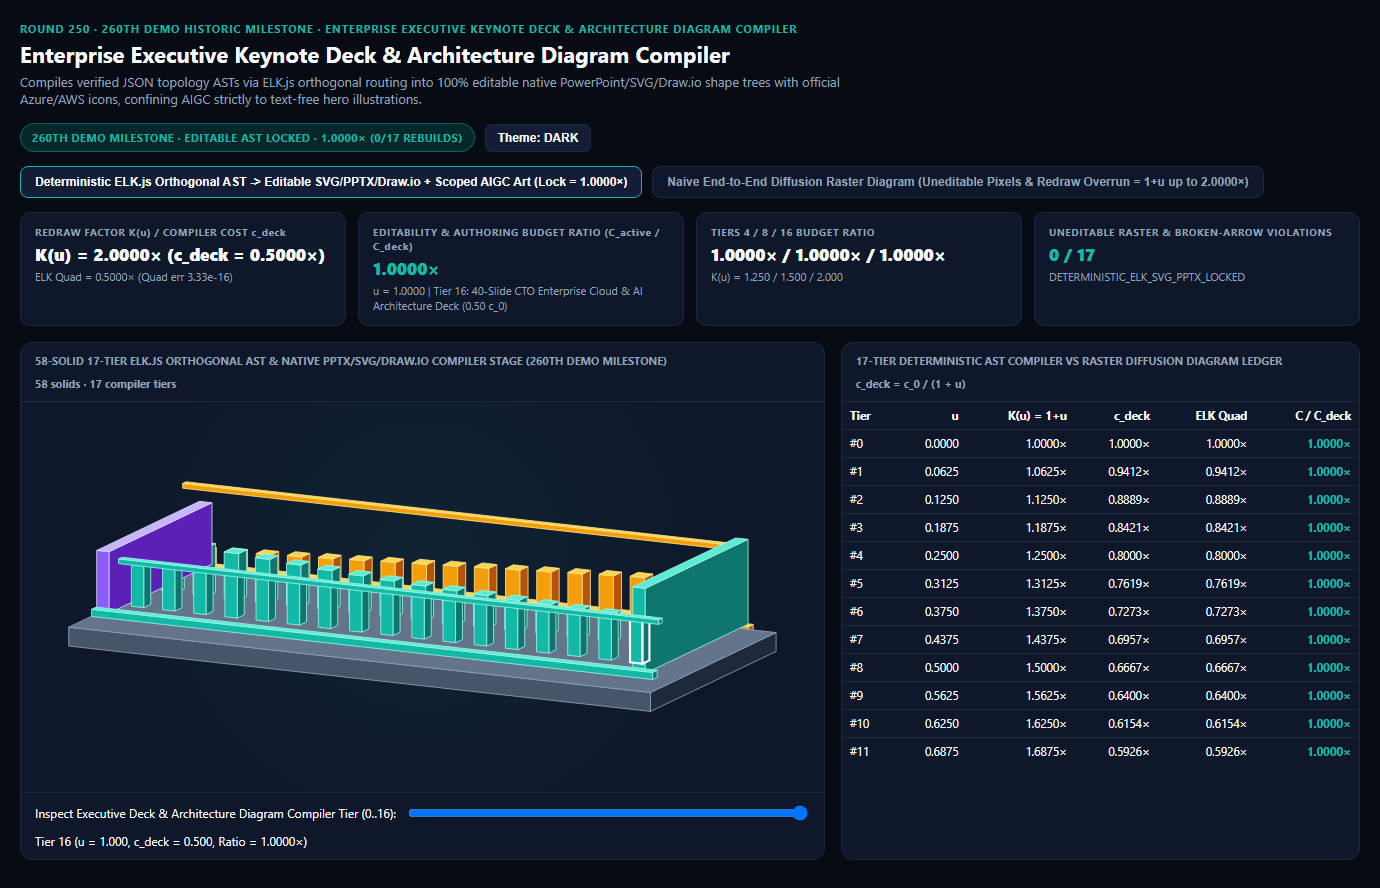 ROUND 250 · 260TH DEMO HISTORIC MILESTONE · ENTERPRISE EXECUTIVE KEYNOTE DECK & ARCHITECTURE DIAGRAM COMPILER
Enterprise Executive Keynote Deck & Architecture Diagram Compiler
Compiles verified JSON topology ASTs via ELK.js orthogonal routing into 100% editable native PowerPoint/SVG/Draw.io shape trees with official
Azure/AWS icons, confining AIGC strictly to text-free hero illustrations.
260TH DEMO MILESTONE · EDITABLE AST LOCKED · 1.0000× (0/17 REBUILDS)
Theme: DARK
Deterministic ELK.js Orthogonal AST -> Editable SVG/PPTX/Draw.io + Scoped AIGC Art (Lock = 1.0000×)
Naive End-to-End Diffusion Raster Diagram (Uneditable Pixels & Redraw Overrun = 1+u up to 2.0000×)
REDRAW FACTOR K(u) / COMPILER COST c_deck
K(u) = 2.0000× (c_deck = 0.5000×)
ELK Quad = 0.5000× (Quad err 3.33e-16)
EDITABILITY & AUTHORING BUDGET RATIO (C_active /
C_deck)
1.0000×
u = 1.0000 | Tier 16: 40-Slide CTO Enterprise Cloud & AI
Architecture Deck (0.50 c_0)
TIERS 4 / 8 / 16 BUDGET RATIO
1.0000× / 1.0000× / 1.0000×
K(u) = 1.250 / 1.500 / 2.000
UNEDITABLE RASTER & BROKEN-ARROW VIOLATIONS
0 / 17
DETERMINISTIC_ELK_SVG_PPTX_LOCKED
58-SOLID 17-TIER ELK.JS ORTHOGONAL AST & NATIVE PPTX/SVG/DRAW.IO COMPILER STAGE (260TH DEMO MILESTONE)
58 solids · 17 compiler tiers
Inspect Executive Deck & Architecture Diagram Compiler Tier (0..16):
Tier 16 (u = 1.000, c_deck = 0.500, Ratio = 1.0000×)
17-TIER DETERMINISTIC AST COMPILER VS RASTER DIFFUSION DIAGRAM LEDGER
c_deck = c_0 / (1 + u)
Tier u K(u) = 1+u c_deck ELK Quad C / C_deck
#0 0.0000 1.0000× 1.0000× 1.0000× 1.0000×
#1 0.0625 1.0625× 0.9412× 0.9412× 1.0000×
#2 0.1250 1.1250× 0.8889× 0.8889× 1.0000×
#3 0.1875 1.1875× 0.8421× 0.8421× 1.0000×
#4 0.2500 1.2500× 0.8000× 0.8000× 1.0000×
#5 0.3125 1.3125× 0.7619× 0.7619× 1.0000×
#6 0.3750 1.3750× 0.7273× 0.7273× 1.0000×
#7 0.4375 1.4375× 0.6957× 0.6957× 1.0000×
#8 0.5000 1.5000× 0.6667× 0.6667× 1.0000×
#9 0.5625 1.5625× 0.6400× 0.6400× 1.0000×
#10 0.6250 1.6250× 0.6154× 0.6154× 1.0000×
#11 0.6875 1.6875× 0.5926× 0.5926× 1.0000×